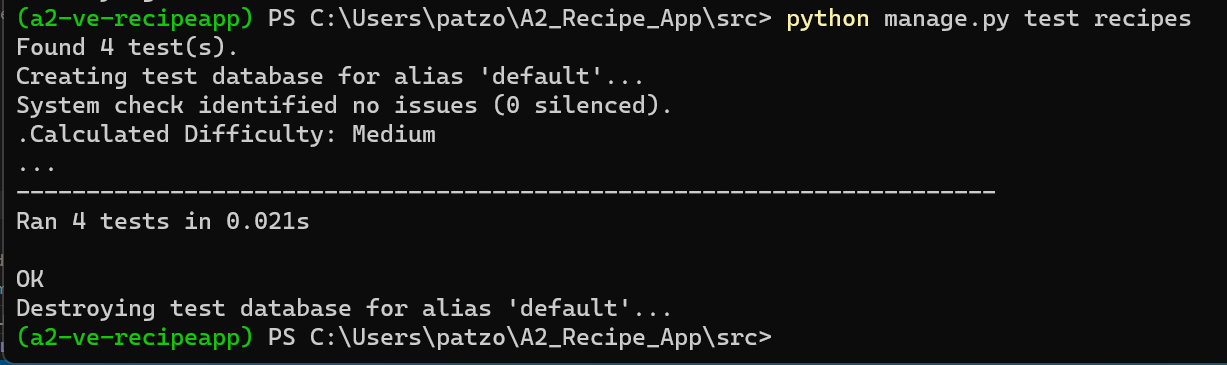 (a2-ve-recipeapp) PS C:\Users\patzo\A2_Recipe_App\src> python manage.py test recipes
Found 4 test(s).
Creating test database for alias 'default'...
System check identified no issues (0 silenced).
.Calculated Difficulty: Medium
...
----------------------------------------------------------------------
Ran 4 tests in 0.021s
OK
Destroying test database for alias 'default'...
(a2-ve-recipeapp) PS C:\Users\patzo\A2_Recipe_App\src>